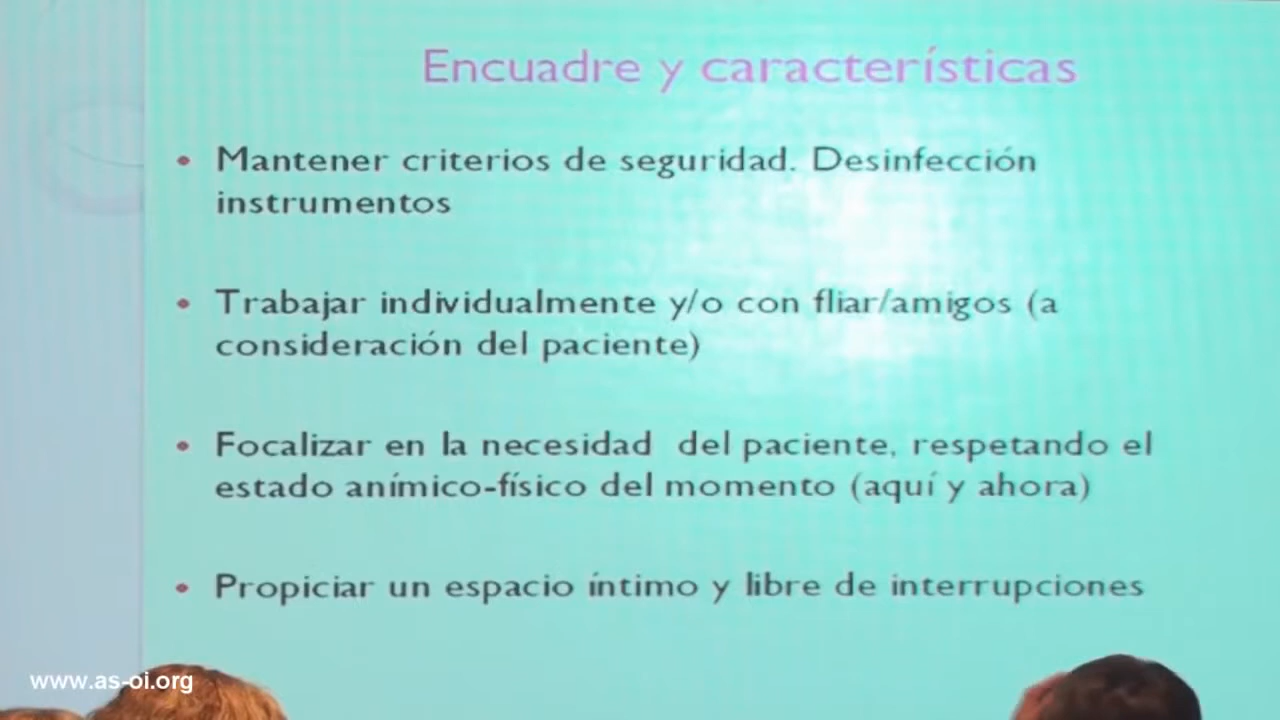 Encuadre y características
• Mantener criterios de seguridad. Desinfección
instrumentos
• Trabajar individualmente y/o con fliar/amigos (a
consideración del paciente)
• Focalizar en la necesidad  del paciente, respetando el
estado anímico-físico del momento (aquí y ahora)
• Propiciar un espacio íntimo y libre de interrupciones
www.as-oi.org